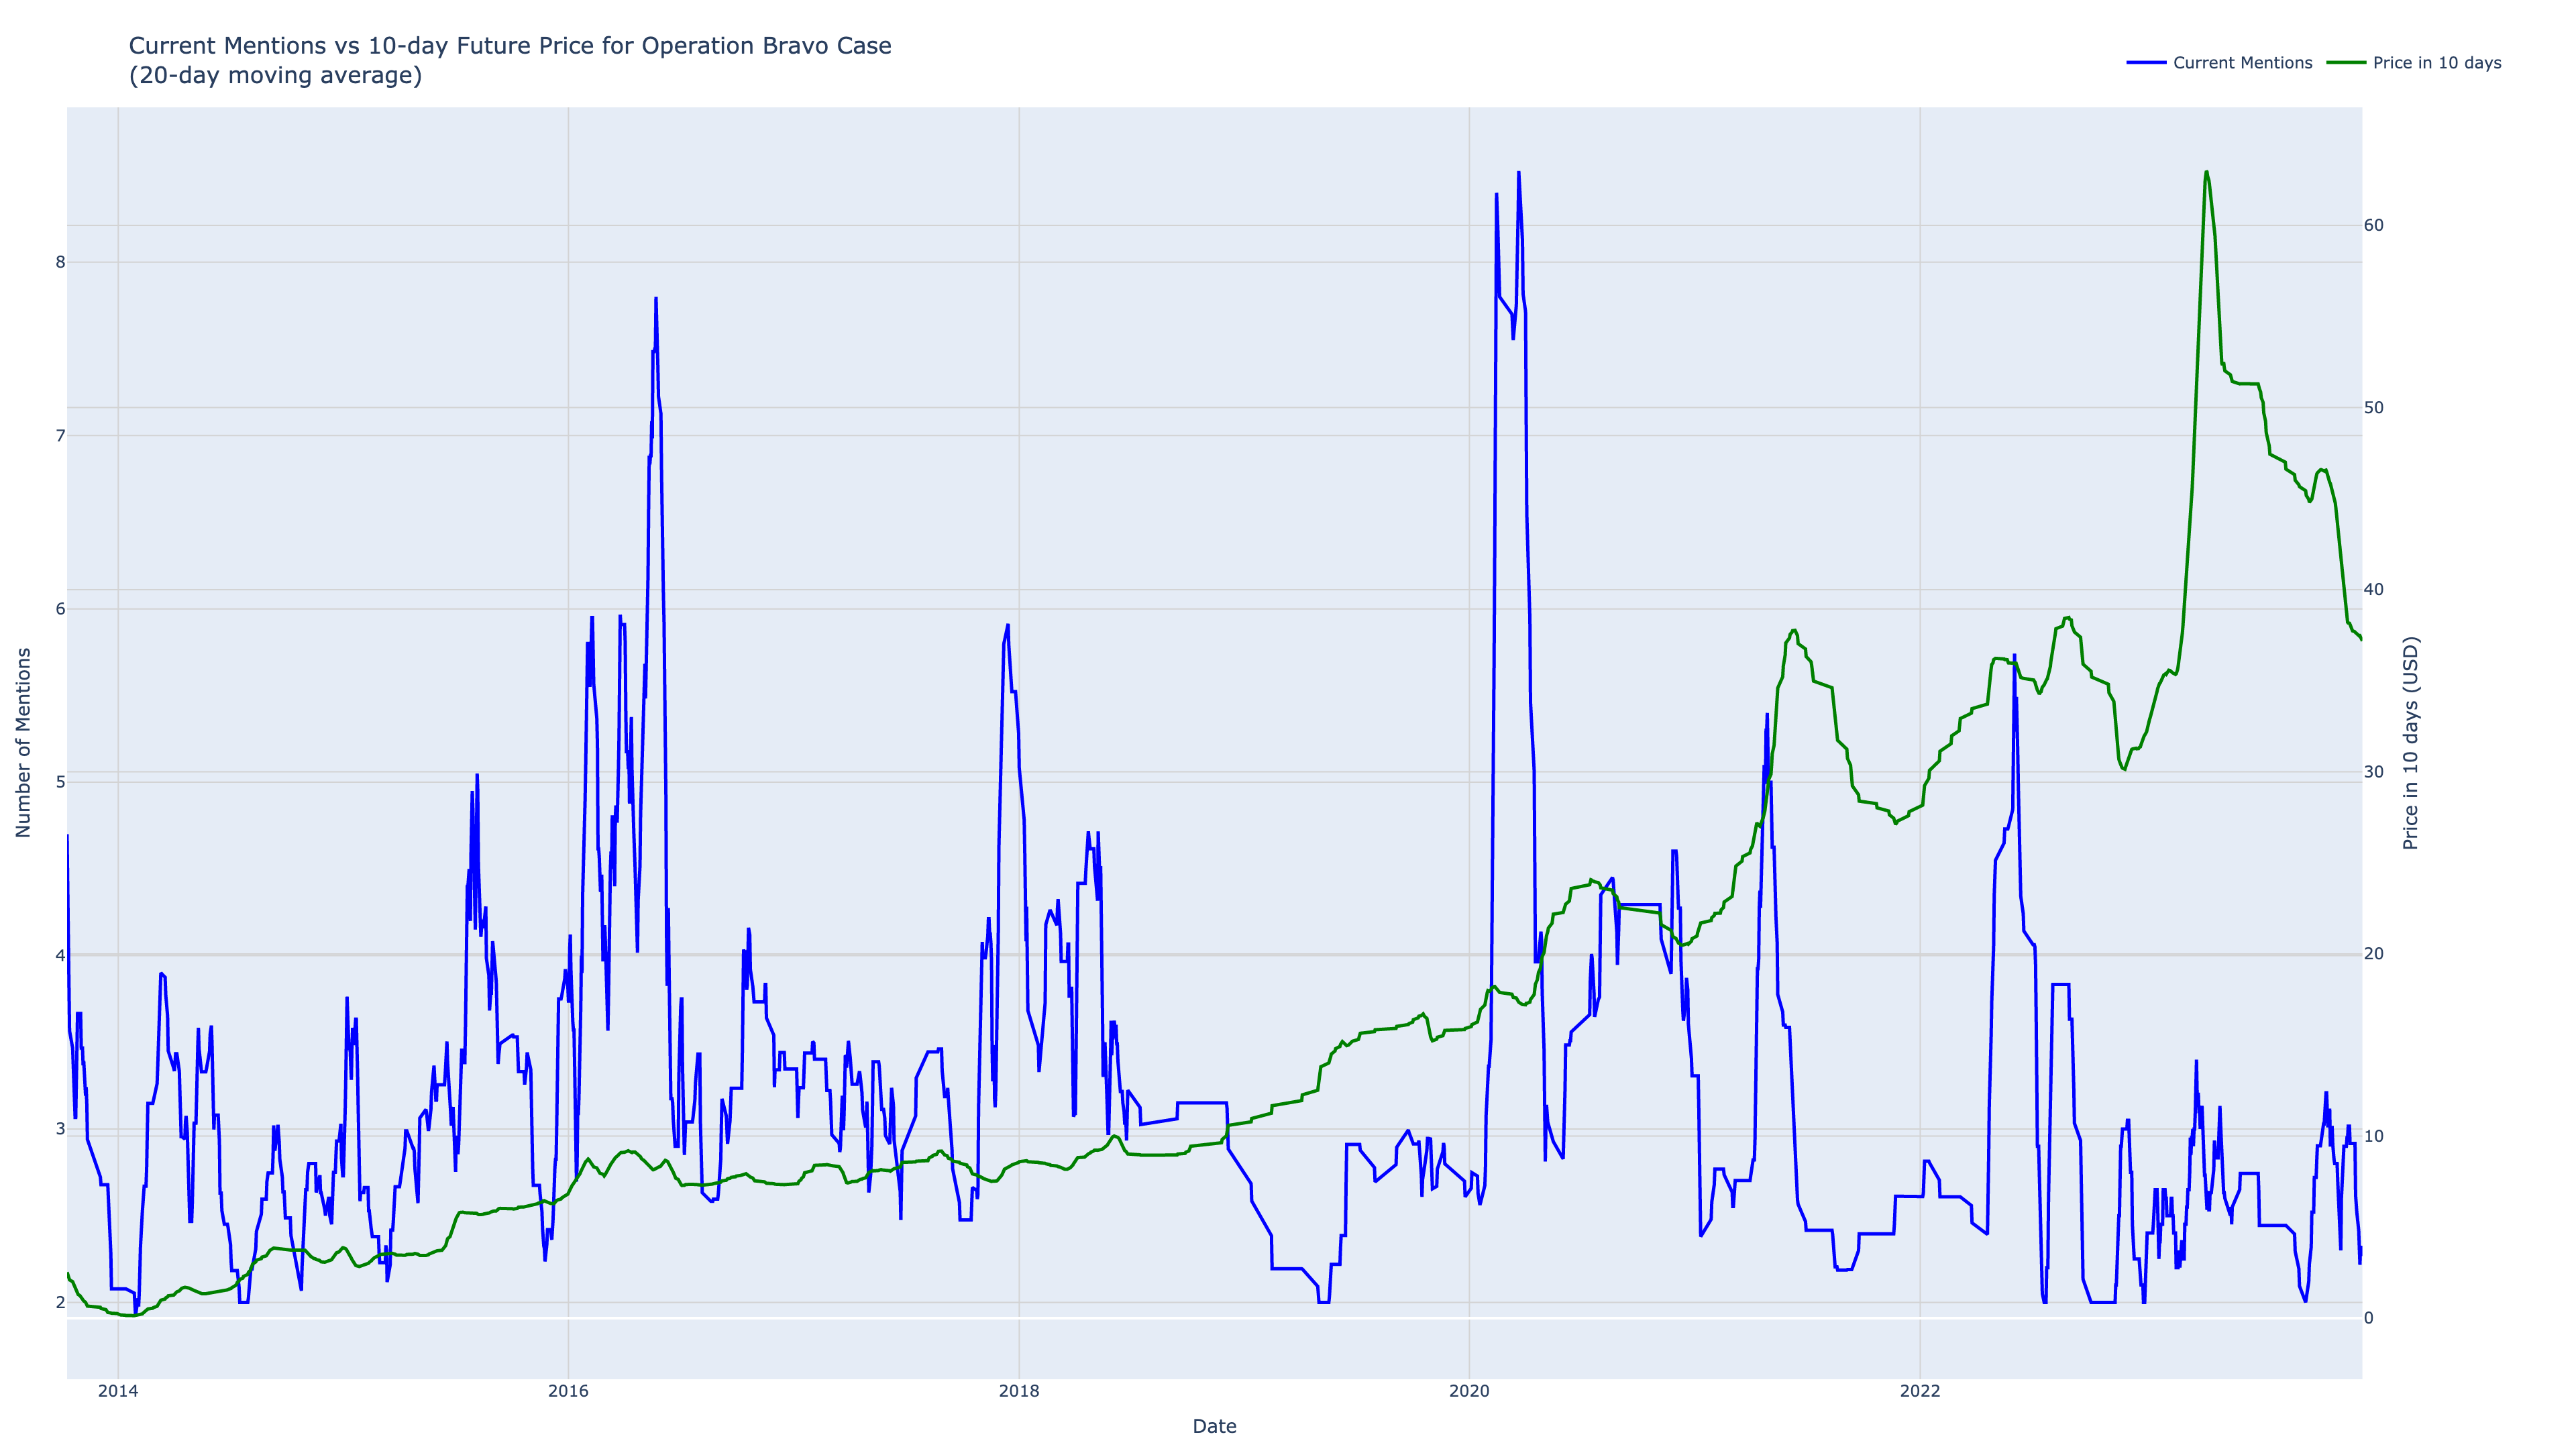 Current Mentions vs 10-day Future Price for Operation Bravo Case
(20-day moving average)
Current Mentions
Price in 10 days
8
7
6
5
4
3
2
Number of Mentions
60
50
40
30
20
10
0
Price in 10 days (USD)
2014
2016
2018
2020
2022
Date